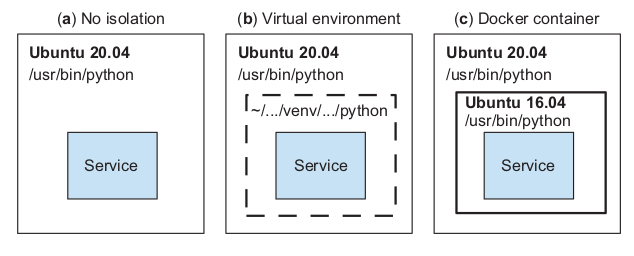 (a) No isolation
Ubuntu 20.04
/usr/bin/python
Service
(b) Virtual environment
Ubuntu 20.04
/usr/bin/python
~/.../venv/.../python
Service
(c) Docker container
Ubuntu 20.04
/usr/bin/python
Ubuntu 16.04
/usr/bin/python
Service